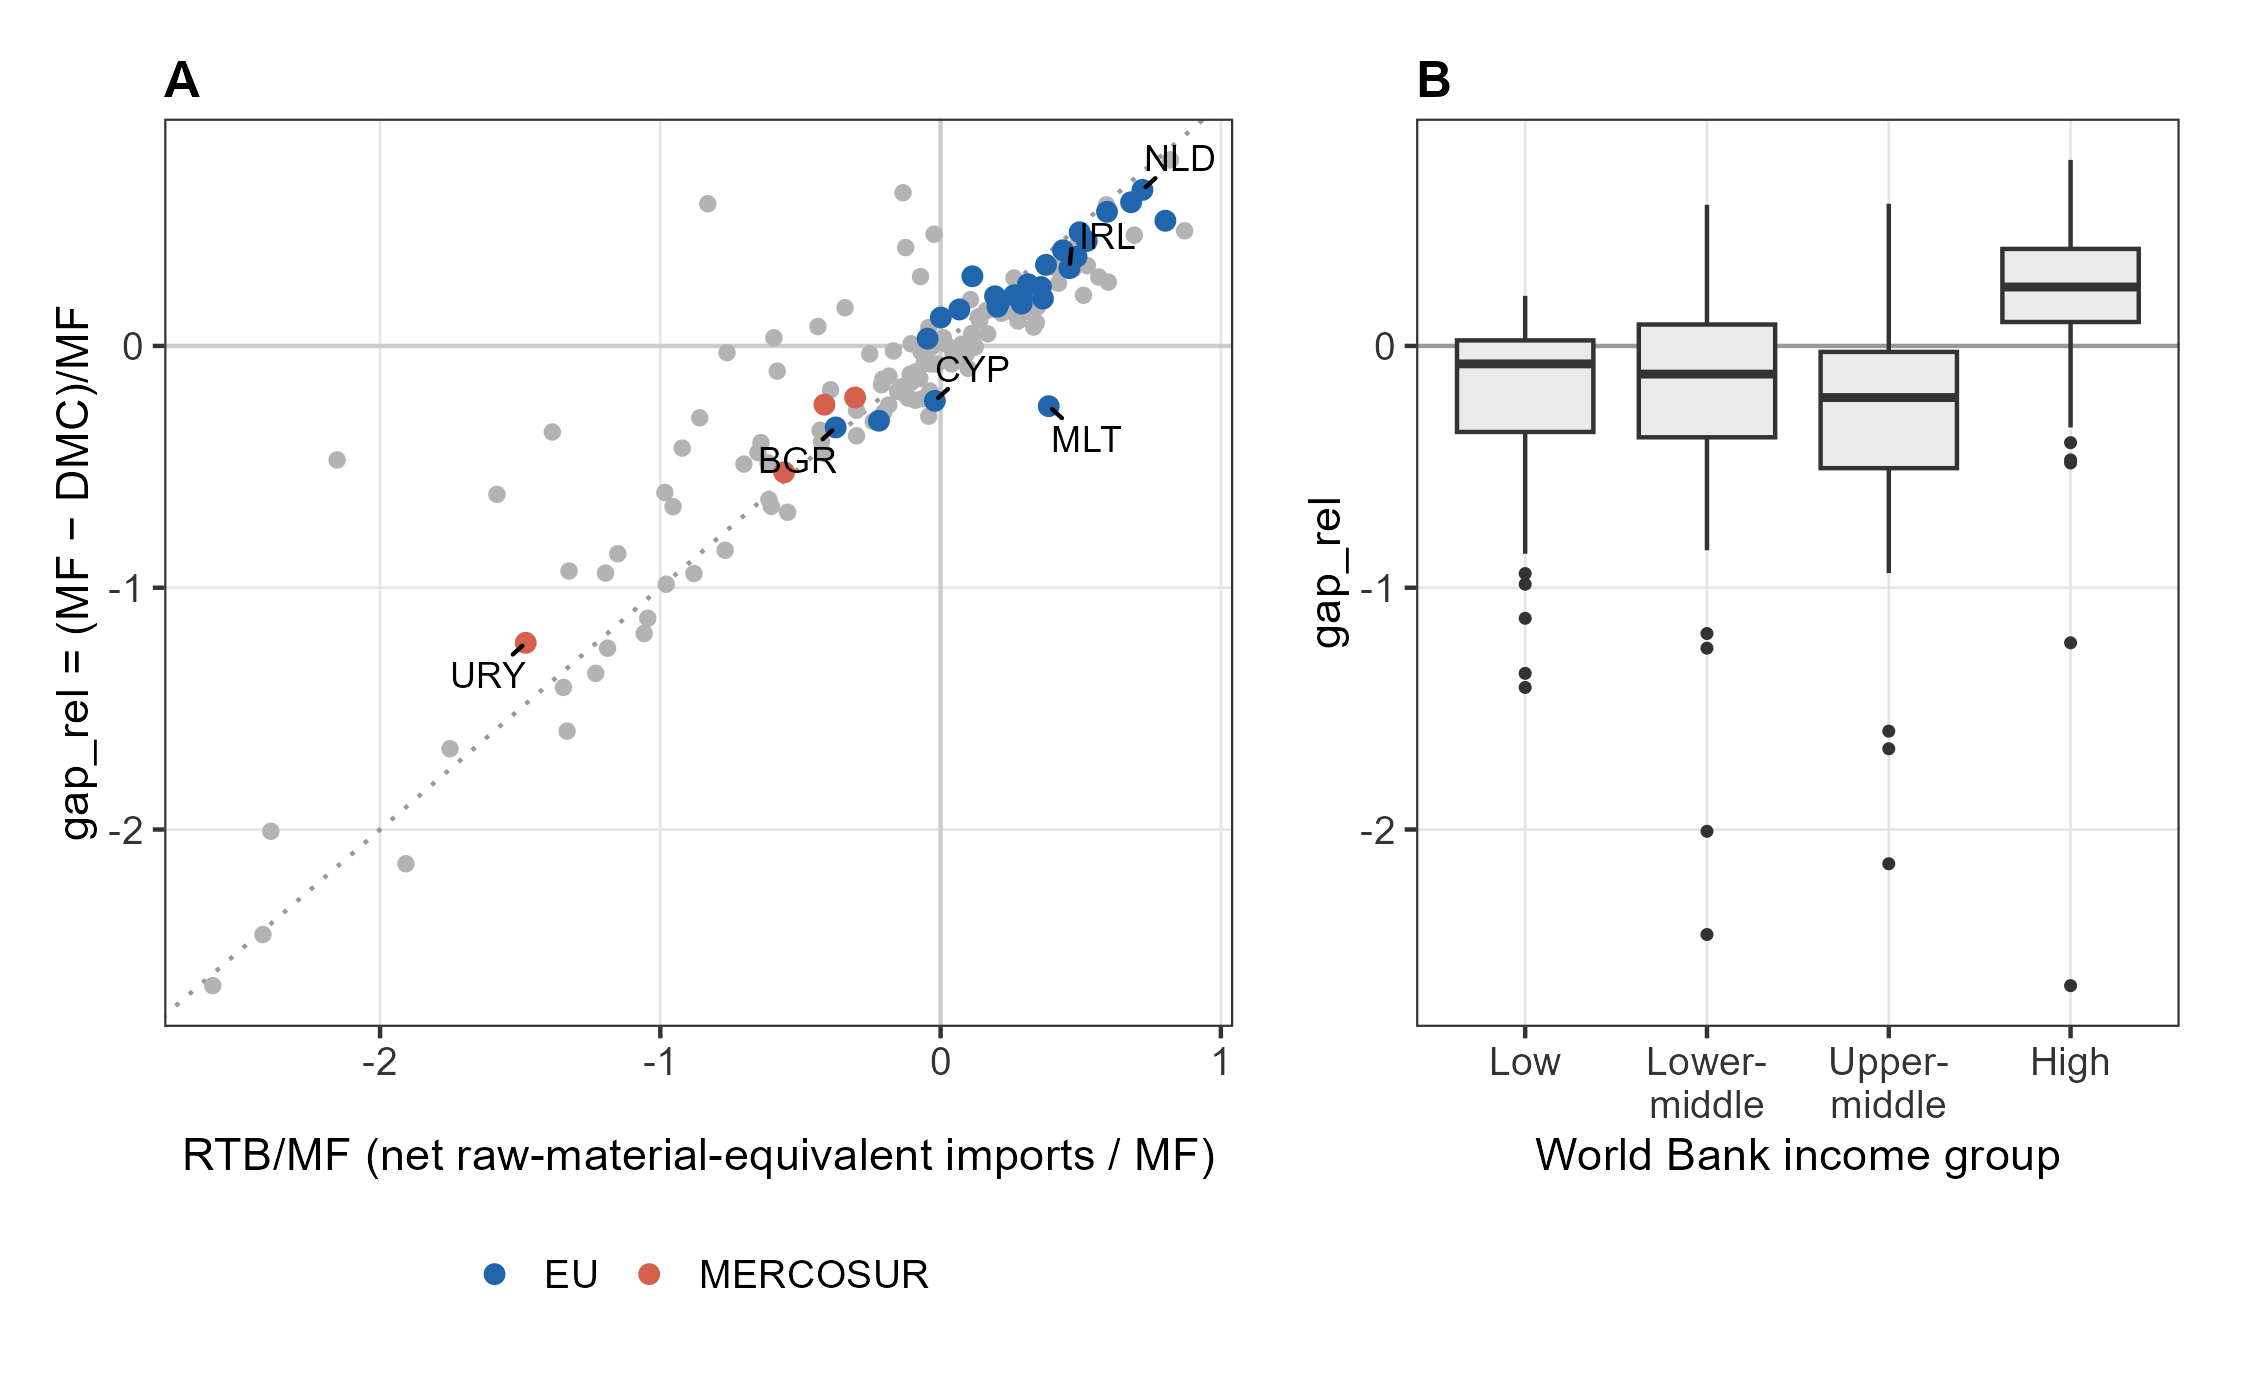 A
gap_rel = (MF − DMC)/MF
0
-1
-2
NLD
IRL
CYP
MLT
BGR
URY
-2
-1
0
1
RTB/MF (net raw-material-equivalent imports / MF)
EU
MERCOSUR
B
gap_rel
0
-1
-2
Low
Lower-
middle
Upper-
middle
High
World Bank income group